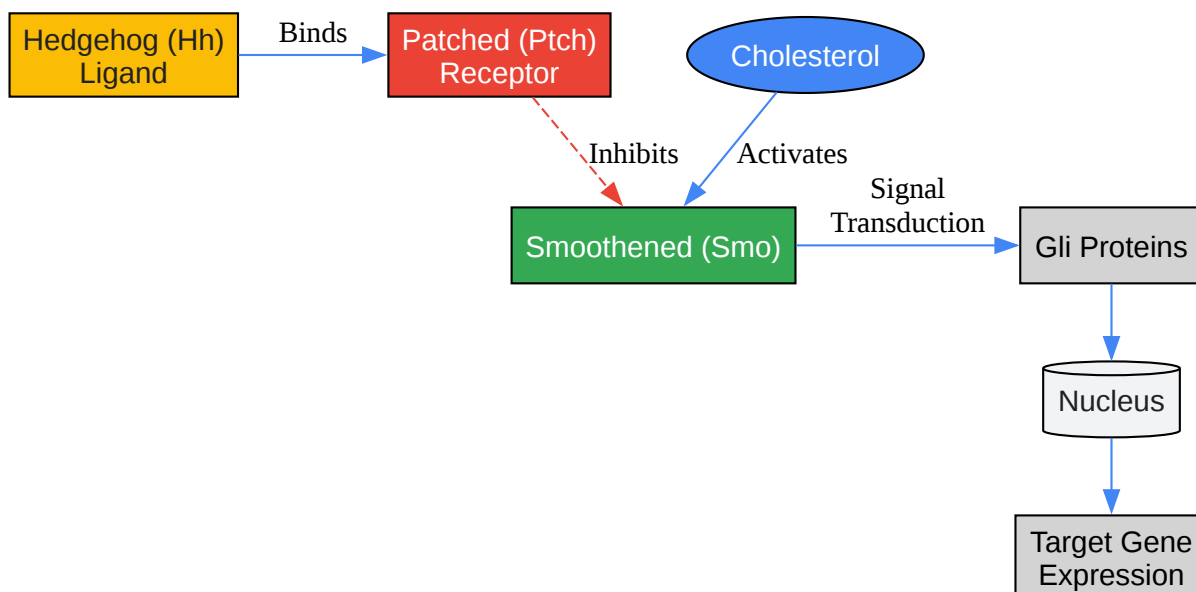 Hedgehog (Hh)
Ligand
Binds
Patched (Ptch)
Receptor
Cholesterol
Inhibits
Activates
Smoothened (Smo)
Signal
Transduction
Gli Proteins
Nucleus
Target Gene
Expression